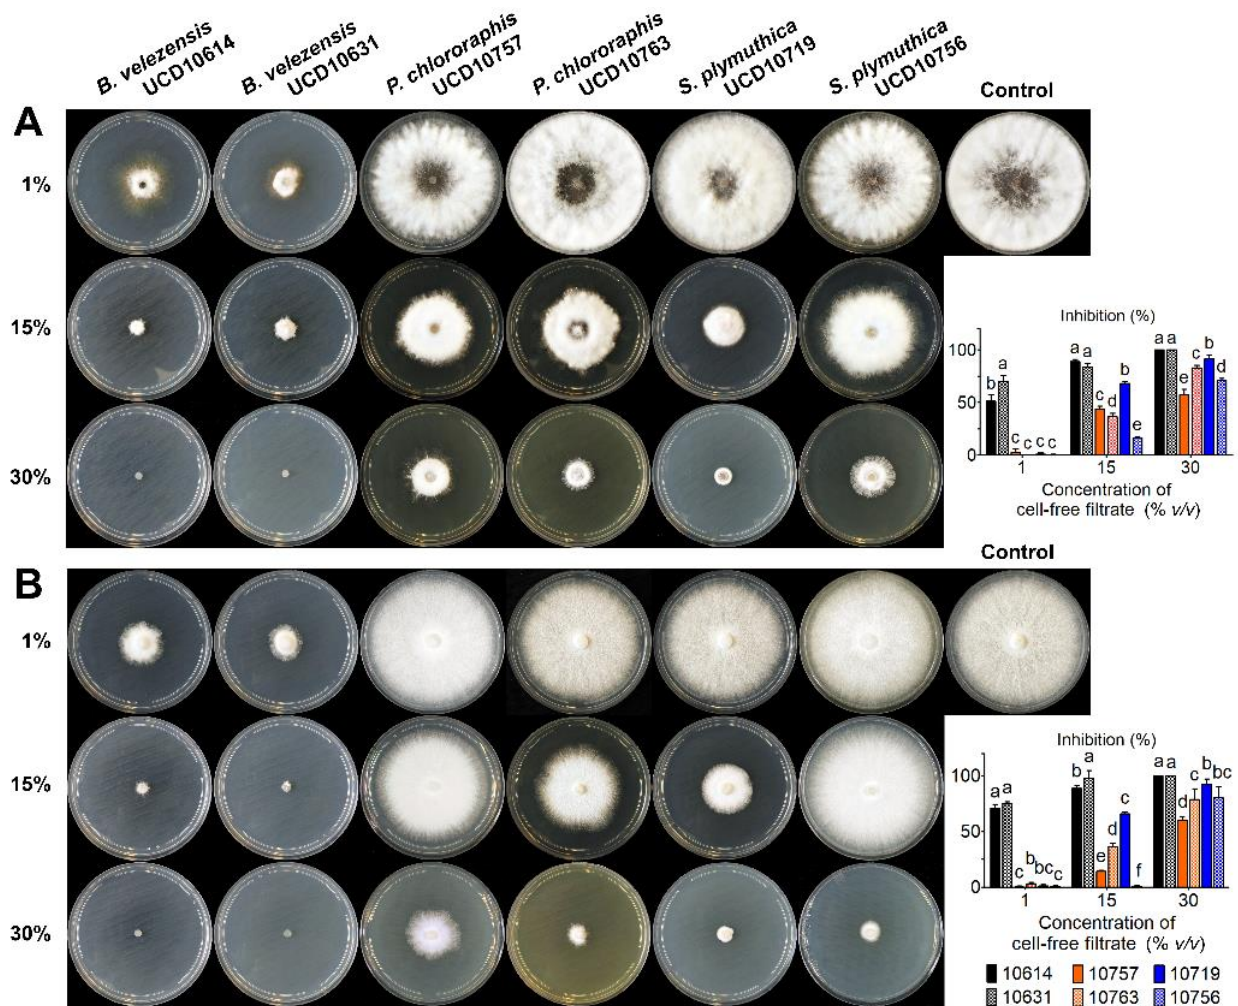 B. velezensis
UCD10614
B. velezensis
UCD10631
P. chlororaphis
UCD10757
P. chlororaphis
UCD10763
S. plymuthica
UCD10719
S. plymuthica
UCD10756
Control
A
1%
15%
30%
Inhibition (%)
100
50
0
b a c c c c
a a c d b e
a a e c b d
1 15 30
Concentration of
cell-free filtrate (% v/v)
Control
B
1%
15%
30%
Inhibition (%)
100
50
0
a a c b bc c
b a e d c f
a a d c b bc
1 15 30
Concentration of
cell-free filtrate (% v/v)
10614 10757 10719
10631 10763 10756